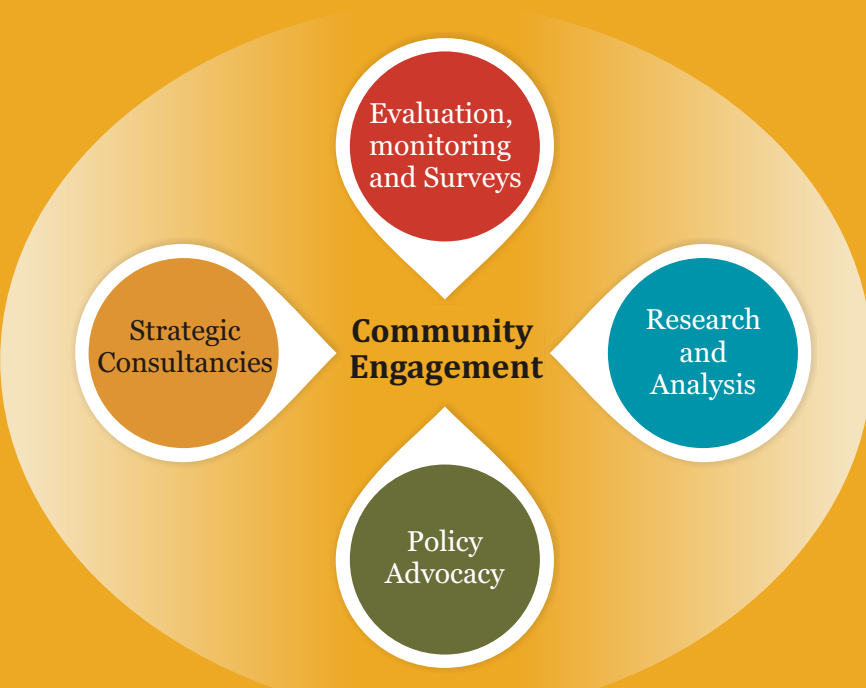 Evaluation,
monitoring
and Surveys
Strategic
Consultancies
Community
Engagement
Research
and
Analysis
Policy
Advocacy